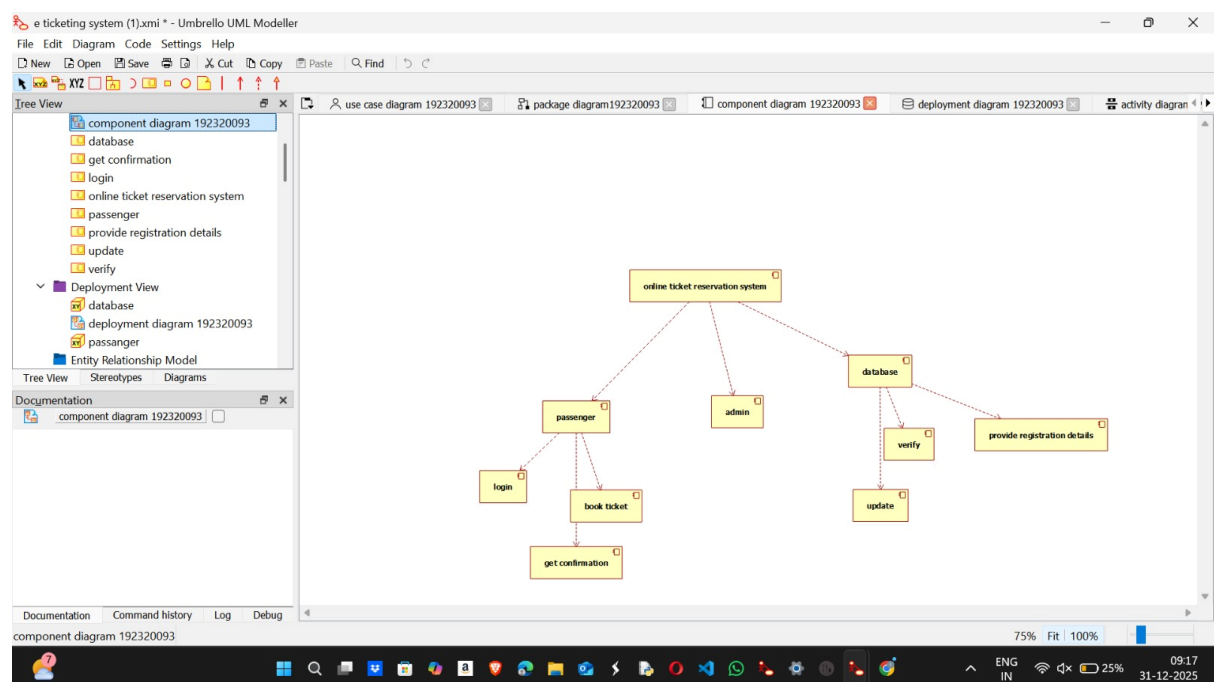 e ticketing system (1).xmi * - Umbrello UML Modeller
File Edit Diagram Code Settings Help
New Open Save Cut Copy Paste Find
XYZ XYZ
Tree View
use case diagram 192320093
package diagram192320093
component diagram 192320093
deployment diagram 192320093
activity diagran
component diagram 192320093
database
get confirmation
login
online ticket reservation system
passenger
provide registration details
update
verify
Deployment View
XY database
deployment diagram 192320093
XY passanger
Entity Relationship Model
Tree View Stereotypes Diagrams
Documentation
component diagram 192320093
online ticket reservation system
database
passenger
admin
provide registration details
verify
login
book ticket
update
get confirmation
Documentation Command history Log Debug
component diagram 192320093
75% Fit 100%
7
a
ENG
IN
25%
09:17
31-12-2025